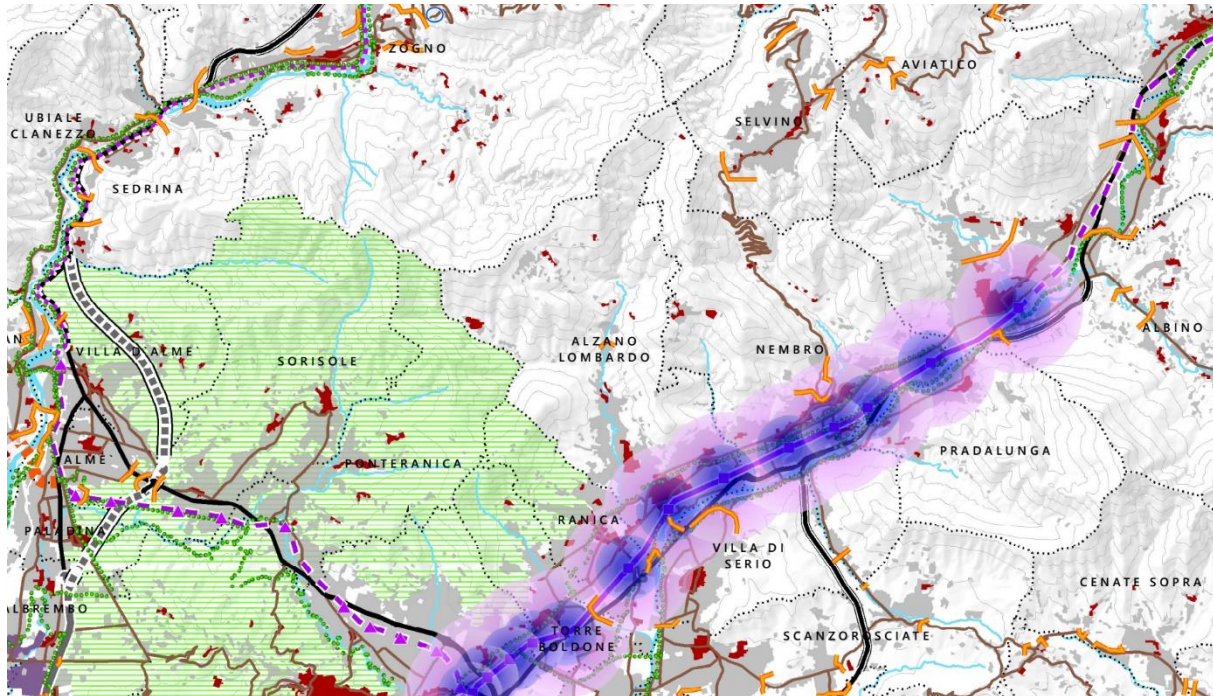 ZOGNO
AVIATICO
UBIALE
CLANEZZO
SELVINO
SEDRINA
ALBINO
VILLA D'ALMÈ
SORISOLE
ALZANO
LOMBARDO
NEMBRO
ALMÈ
PONTERANICA
PRADALUNGA
RANICA
PALADINA
VILLA DI
SERIO
CENATE SOPRA
ALBREMBO
TORRE
BOLDONE
SCANZOROSCIATE